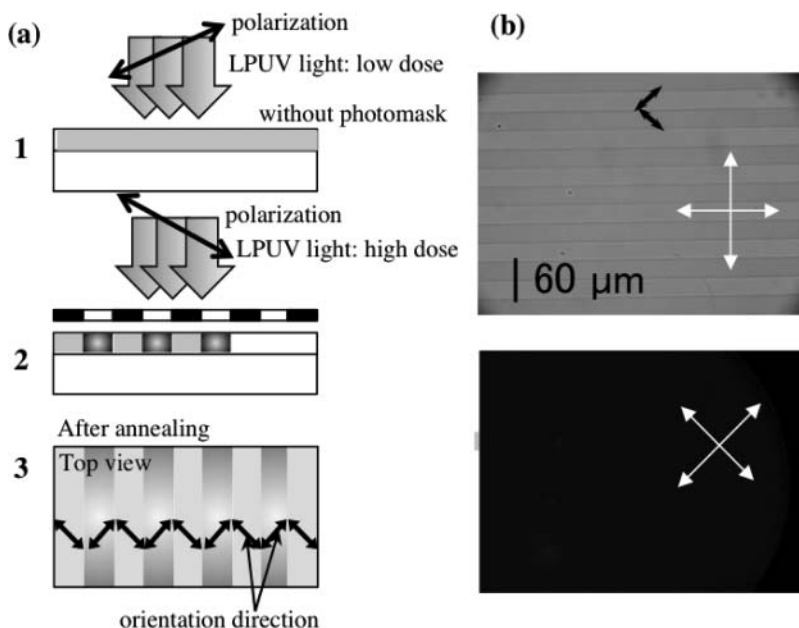 (a)
polarization
LPUV light: low dose
without photomask
1
polarization
LPUV light: high dose
2
After annealing
3
Top view
orientation direction
(b)
60 μm